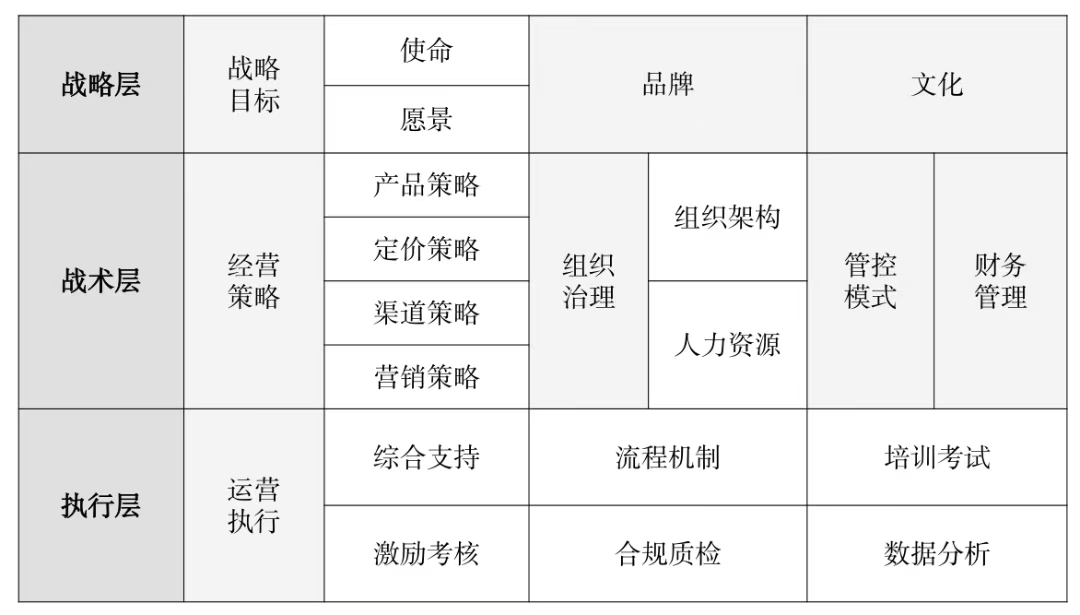 战略层
战略
目标
使命
愿景
品牌
文化
战术层
经营
策略
产品策略
定价策略
渠道策略
营销策略
组织
治理
组织架构
人力资源
管控
模式
财务
管理
执行层
运营
执行
综合支持
流程机制
培训考试
激励考核
合规质检
数据分析